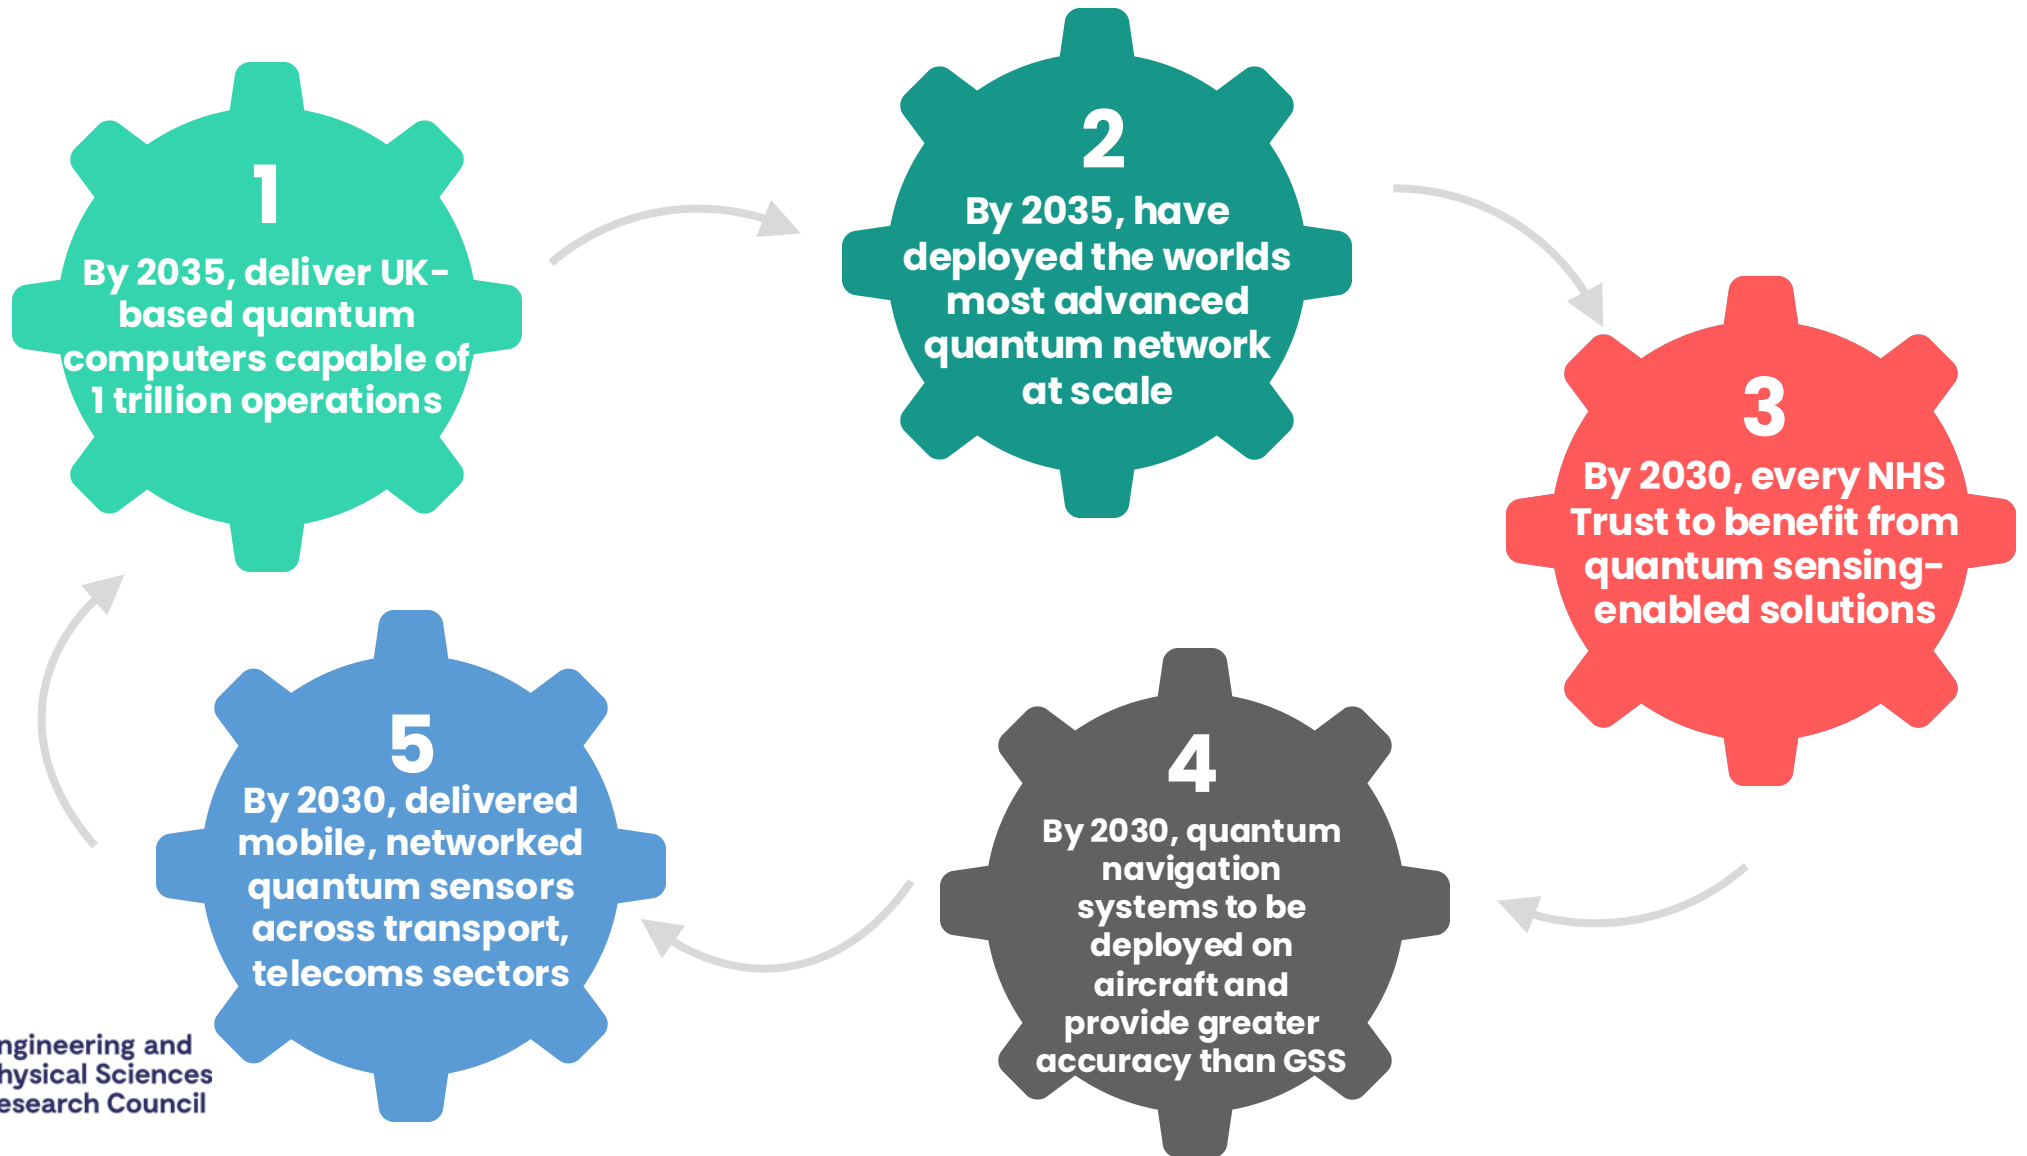 1
By 2035, deliver UK-
based quantum
computers capable of
1 trillion operations
2
By 2035, have
deployed the worlds
most advanced
quantum network
at scale
3
By 2030, every NHS
Trust to benefit from
quantum sensing-
enabled solutions
4
By 2030, quantum
navigation
systems to be
deployed on
aircraft and
provide greater
accuracy than GSS
5
By 2030, delivered
mobile, networked
quantum sensors
across transport,
telecoms sectors
ngineering and
hysical Sciences
esearch Council